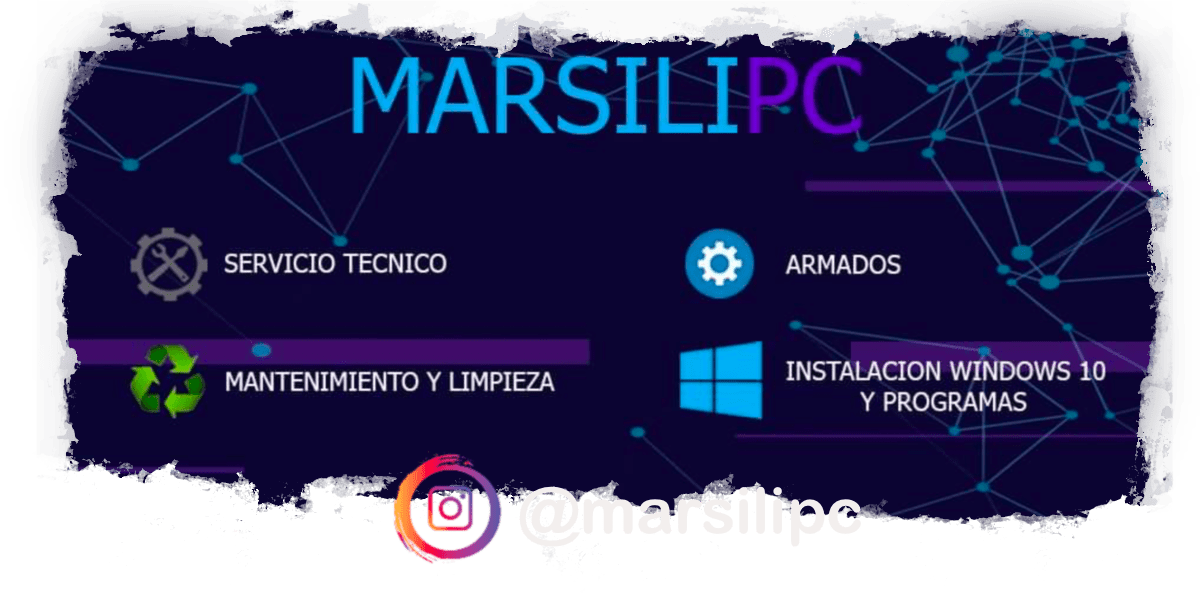 MARSILIPC
SERVICIO TECNICO
ARMADOS
MANTENIMIENTO Y LIMPIEZA
INSTALACION WINDOWS 10
Y PROGRAMAS
@marsilipc